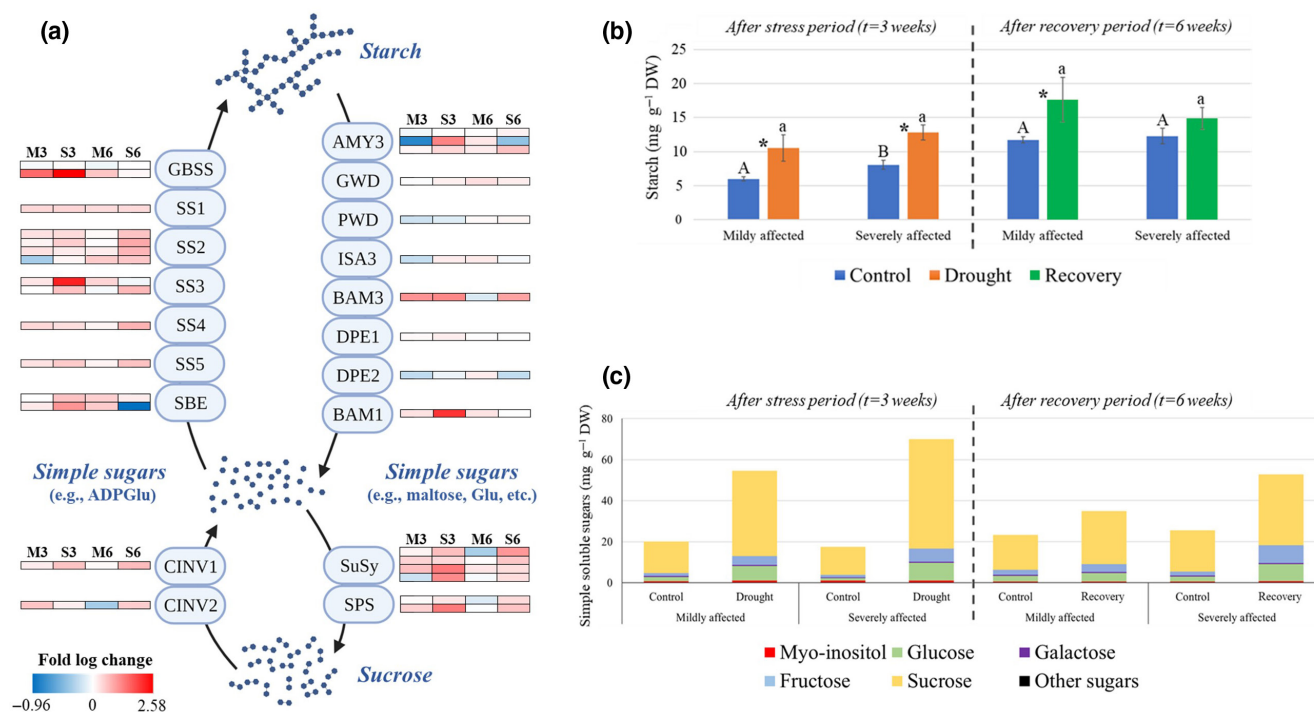 (a)
Starch
M3 S3 M6 S6
GBSS
SS1
SS2
SS3
SS4
SS5
SBE
M3 S3 M6 S6
AMY3
GWD
PWD
ISA3
BAM3
DPE1
DPE2
BAM1
Simple sugars
(e.g., ADPGlu)
Simple sugars
(e.g., maltose, Glu, etc.)
M3 S3 M6 S6
CINV1
CINV2
M3 S3 M6 S6
SuSy
SPS
Sucrose
Fold log change
−0.96 0 2.58
(b)
After stress period (t=3 weeks) After recovery period (t=6 weeks)
Starch (mg g⁻¹ DW)
25
20
15
10
5
0
A * a B * a A * a A a
Mildly affected Severely affected Mildly affected Severely affected
Control Drought Recovery
(c)
After stress period (t=3 weeks) After recovery period (t=6 weeks)
Simple soluble sugars (mg g⁻¹ DW)
80
60
40
20
0
Control Drought Control Drought Control Recovery Control Recovery
Mildly affected Severely affected Mildly affected Severely affected
Myo-inositol Glucose Galactose
Fructose Sucrose Other sugars